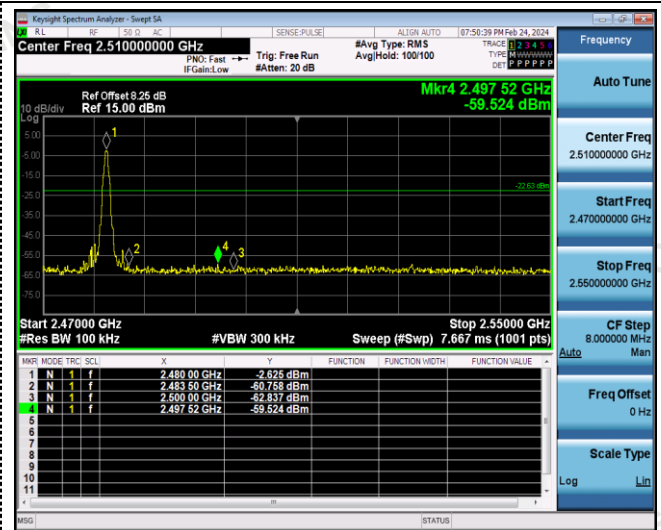 Keysight Spectrum Analyzer - Swept SA
RL RF 50 Ω AC SENSE:PULSE ALIGN AUTO 07:50:39 PM Feb 24, 2024
Center Freq 2.510000000 GHz
PNO: Fast
IFGain:Low
Trig: Free Run
#Atten: 20 dB
#Avg Type: RMS
Avg|Hold: 100/100
TRACE 1 2 3 4 5 6
TYPE M WWWWW
DET P P P P P P
Mkr4 2.497 52 GHz
-59.524 dBm
Ref Offset 8.25 dB
10 dB/div Ref 15.00 dBm
Log
5.00
-5.00
-15.0
-25.0
-35.0
-45.0
-55.0
-65.0
-75.0
-22.63 dBm
1
2
4
3
Start 2.47000 GHz Stop 2.55000 GHz
#Res BW 100 kHz #VBW 300 kHz Sweep (#Swp) 7.667 ms (1001 pts)
MKR MODE TRC SCL X Y FUNCTION FUNCTION WIDTH FUNCTION VALUE
1 N 1 f 2.480 00 GHz -2.625 dBm
2 N 1 f 2.483 50 GHz -60.758 dBm
3 N 1 f 2.500 00 GHz -62.837 dBm
4 N 1 f 2.497 52 GHz -59.524 dBm
5
6
7
8
9
10
11
MSG STATUS
Frequency
Auto Tune
Center Freq
2.510000000 GHz
Start Freq
2.470000000 GHz
Stop Freq
2.550000000 GHz
CF Step
8.000000 MHz
Auto Man
Freq Offset
0 Hz
Scale Type
Log Lin